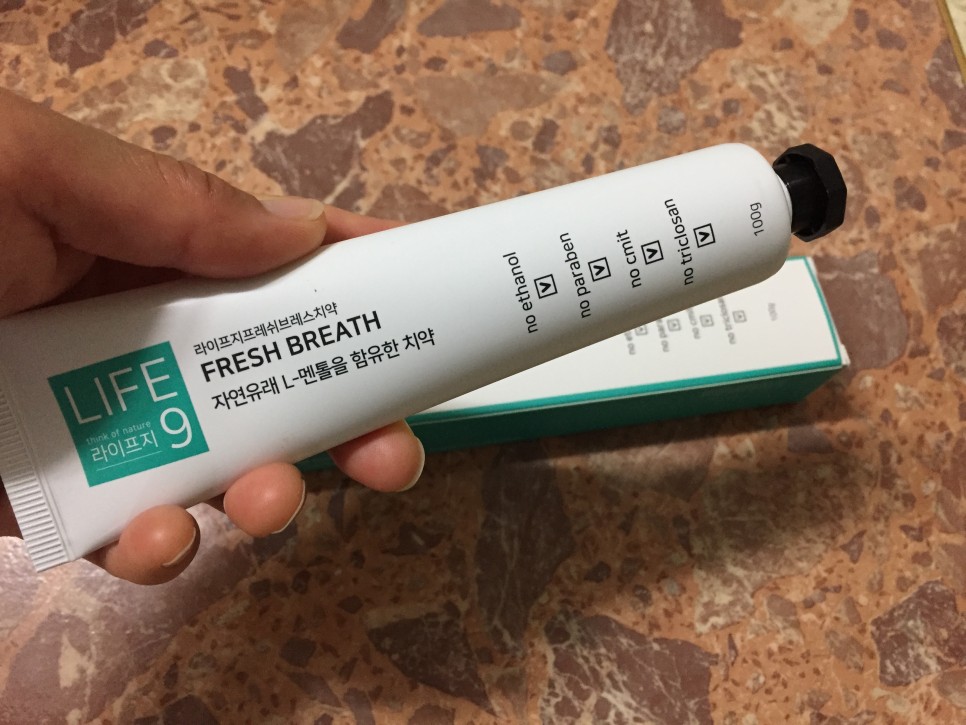 LIFE
9
think of nature
라이프지
라이프지프레쉬브레스치약
FRESH BREATH
자연유래 L-멘톨을 함유한 치약
no ethanol
no paraben
no cmit
no triclosan
100g